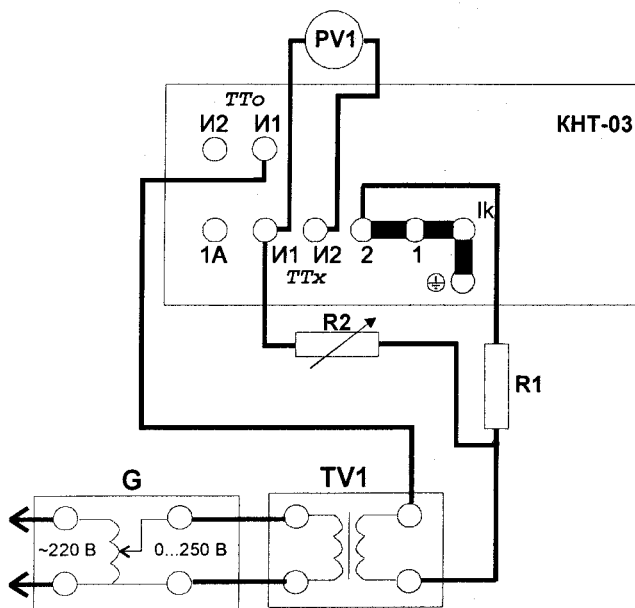 PV1
ТТо
КНТ-03
И2 И1
Ik
1А И1 И2 2 1
ТТх
R2
R1
G
TV1
~220 В 0...250 В